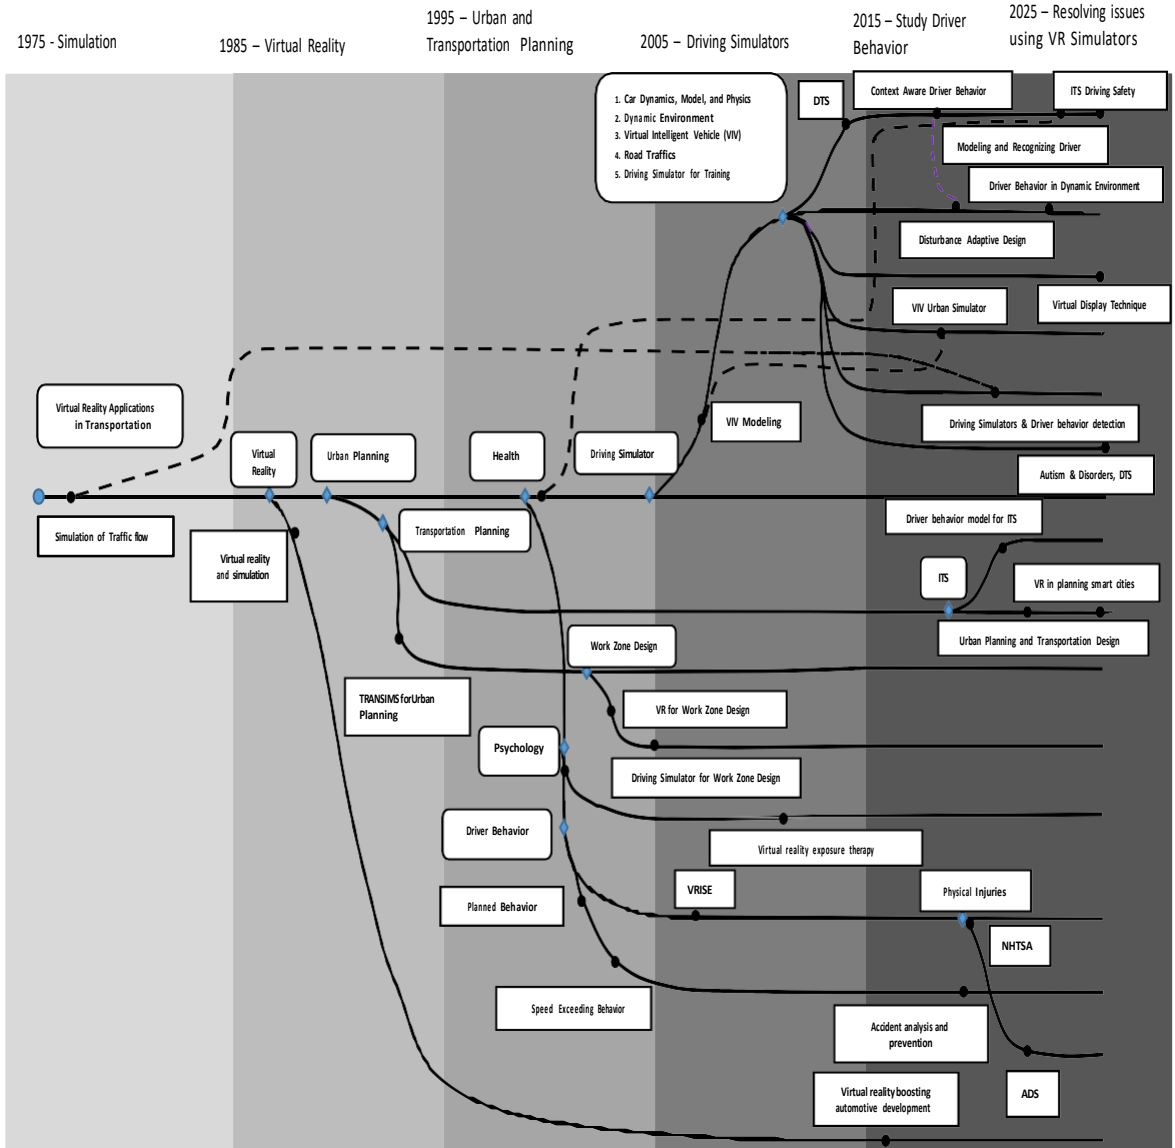 1975 - Simulation
1985 – Virtual Reality
1995 – Urban and
Transportation Planning
2005 – Driving Simulators
2015 – Study Driver
Behavior
2025 – Resolving issues
using VR Simulators
1. Car Dynamics, Model, and Physics
2. Dynamic Environment
3. Virtual Intelligent Vehicle (VIV)
4. Road Traffics
5. Driving Simulator for Training
DTS
Context Aware Driver Behavior
ITS Driving Safety
Modeling and Recognizing Driver
Driver Behavior in Dynamic Environment
Disturbance Adaptive Design
VIV Urban Simulator
Virtual Display Technique
Virtual Reality Applications
in Transportation
VIV Modeling
Driving Simulators & Driver behavior detection
Virtual
Reality
Urban Planning
Health
Driving Simulator
Autism & Disorders, DTS
Simulation of Traffic flow
Transportation Planning
Driver behavior model for ITS
Virtual reality
and simulation
ITS
VR in planning smart cities
Urban Planning and Transportation Design
Work Zone Design
TRANSIMS forUrban
Planning
VR for Work Zone Design
Psychology
Driving Simulator for Work Zone Design
Driver Behavior
Virtual reality exposure therapy
VRISE
Physical Injuries
Planned Behavior
NHTSA
Speed Exceeding Behavior
Accident analysis and
prevention
Virtual reality boosting
automotive development
ADS